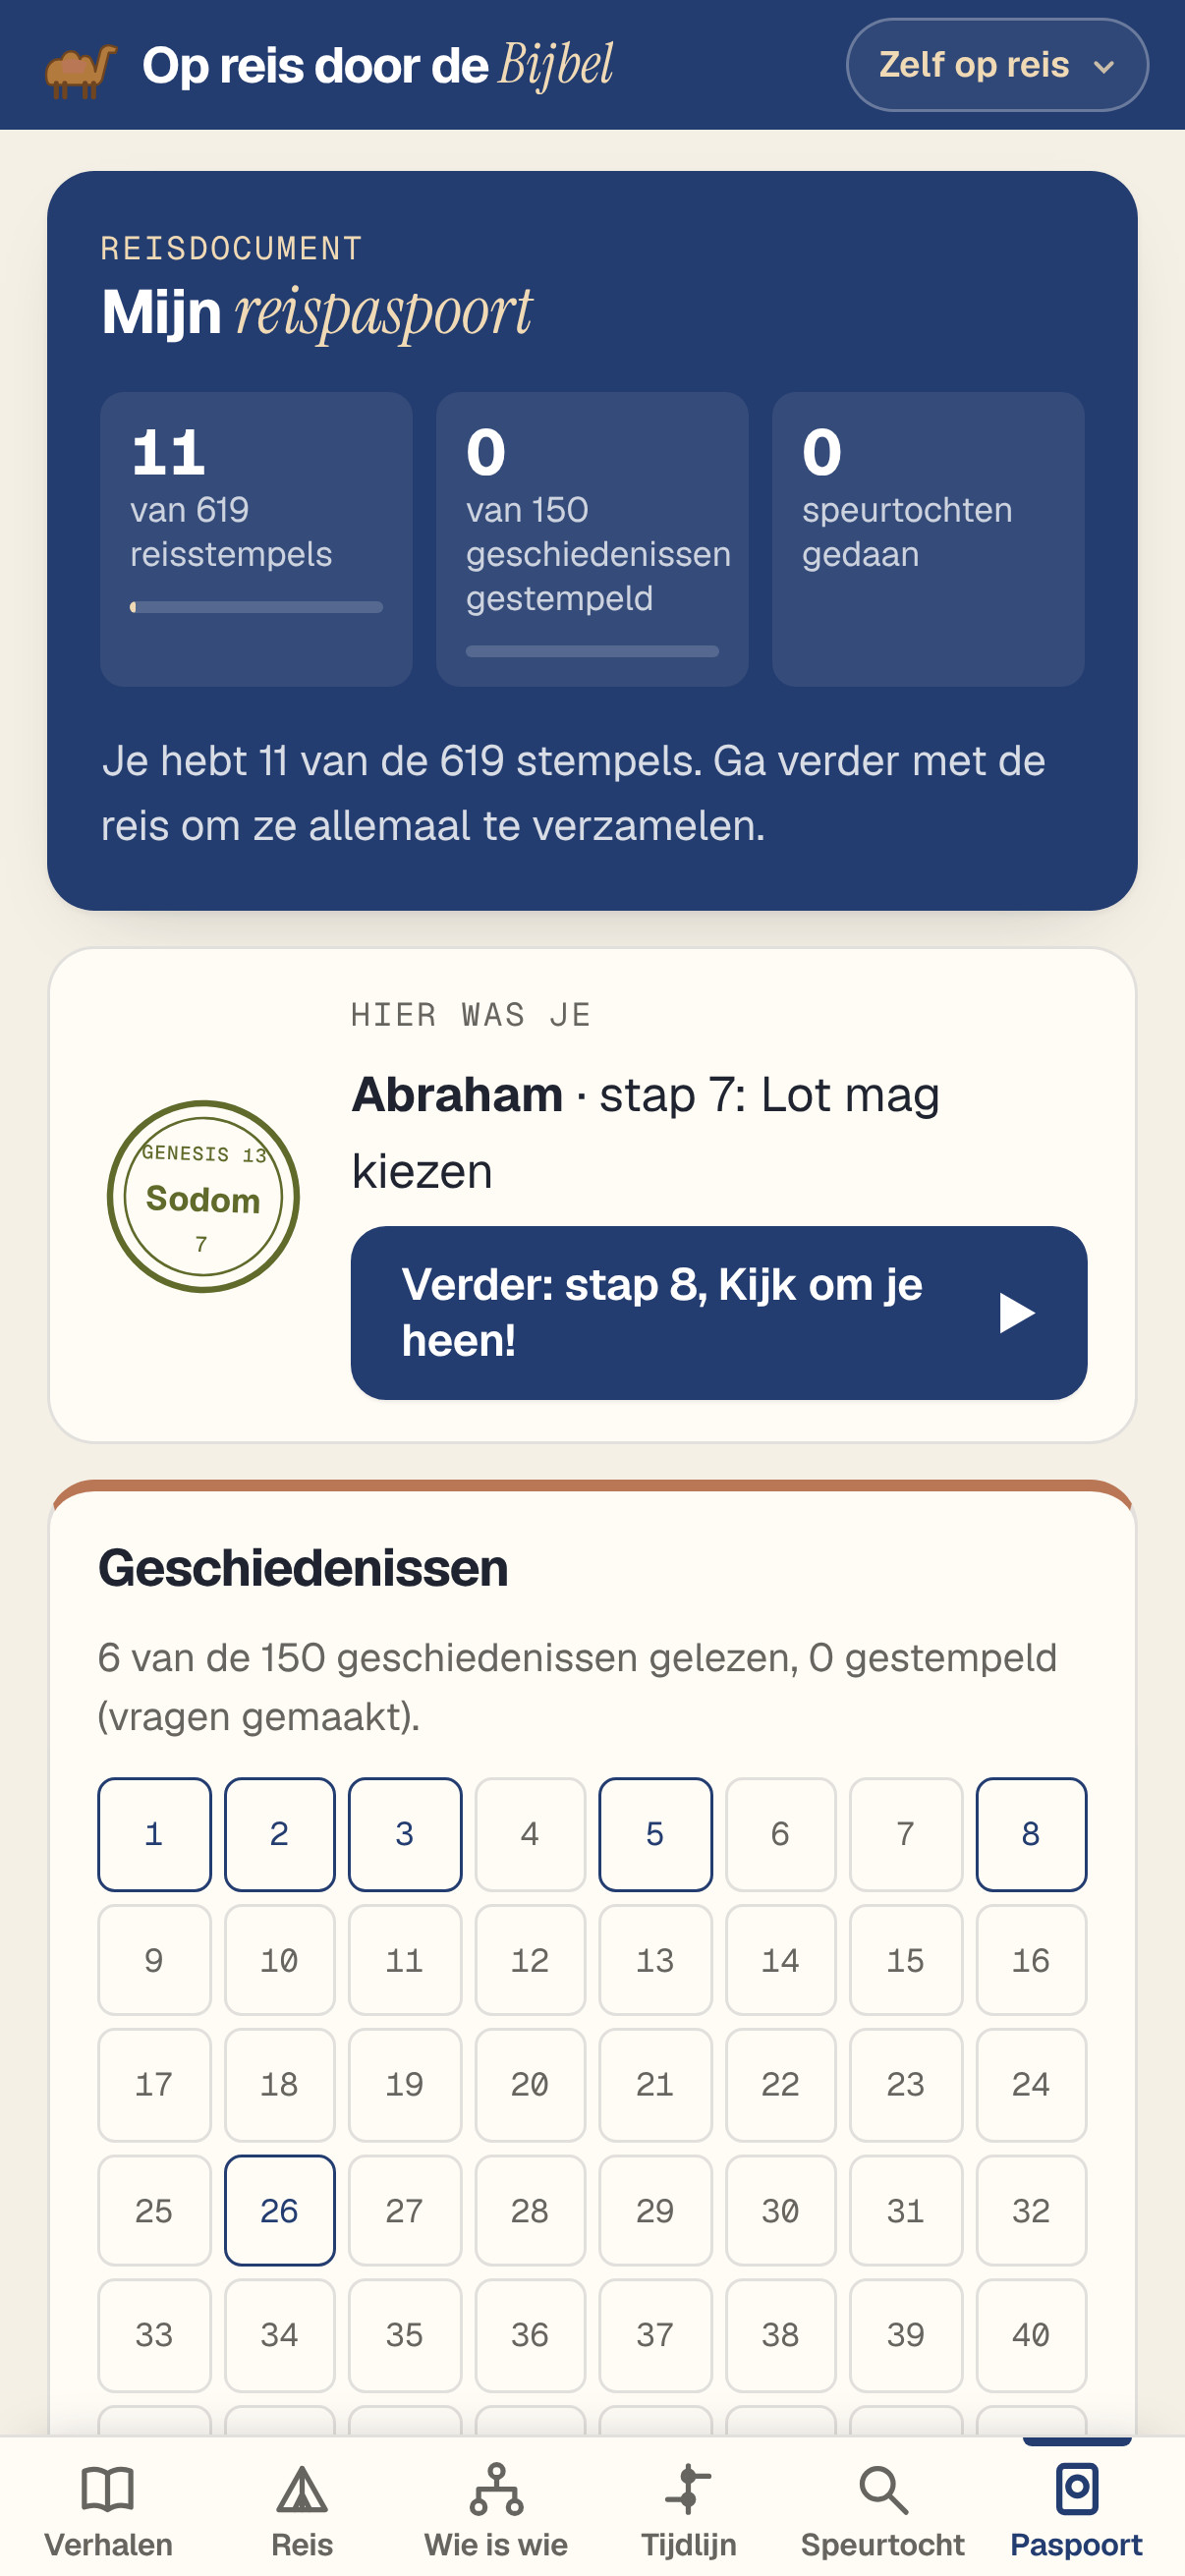 Op reis door de Bijbel
Zelf op reis
REISDOCUMENT
Mijn reispaspoort
11
van 619
reisstempels
0
van 150
geschiedenissen
gestempeld
0
speurtochten
gedaan
Je hebt 11 van de 619 stempels. Ga verder met de
reis om ze allemaal te verzamelen.
GENESIS 13
Sodom
7
HIER WAS JE
Abraham · stap 7: Lot mag
kiezen
Verder: stap 8, Kijk om je
heen!
Geschiedenissen
6 van de 150 geschiedenissen gelezen, 0 gestempeld
(vragen gemaakt).
1 2 3 4 5 6 7 8
9 10 11 12 13 14 15 16
17 18 19 20 21 22 23 24
25 26 27 28 29 30 31 32
33 34 35 36 37 38 39 40
Verhalen Reis Wie is wie Tijdlijn Speurtocht Paspoort